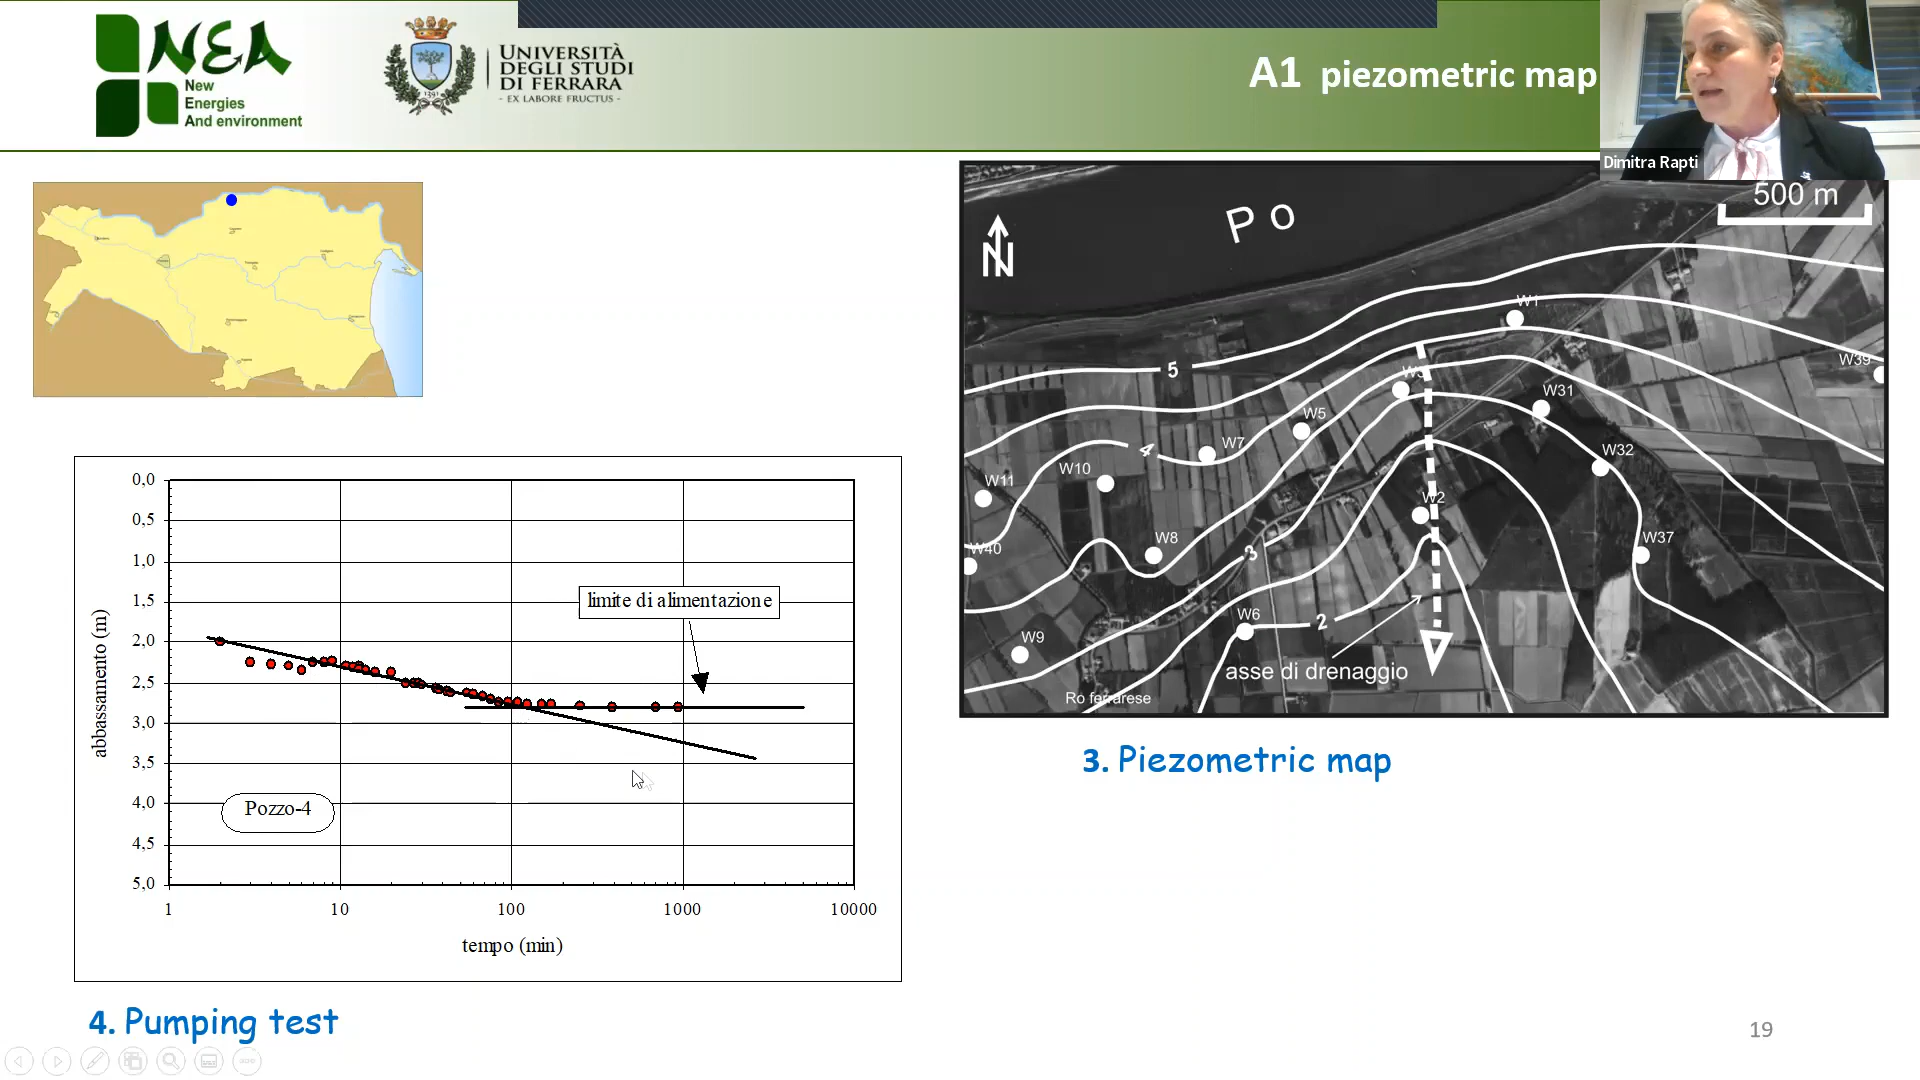 NEA
New
Energies
And environment
UNIVERSITÀ
DEGLI STUDI
DI FERRARA
- EX LABORE FRUCTUS -
1391
A1 piezometric map
Dimitra Rapti
500 m
Po
N
W1
W39
5
W3
W31
W5
W7
4
W32
W10
W11
W2
W40
W8
3
W37
W6
2
W9
asse di drenaggio
Ro ferrarese
3. Piezometric map
0,0
0,5
1,0
1,5
2,0
2,5
3,0
3,5
4,0
4,5
5,0
abbassamento (m)
limite di alimentazione
Pozzo-4
1 10 100 1000 10000
tempo (min)
4. Pumping test
19